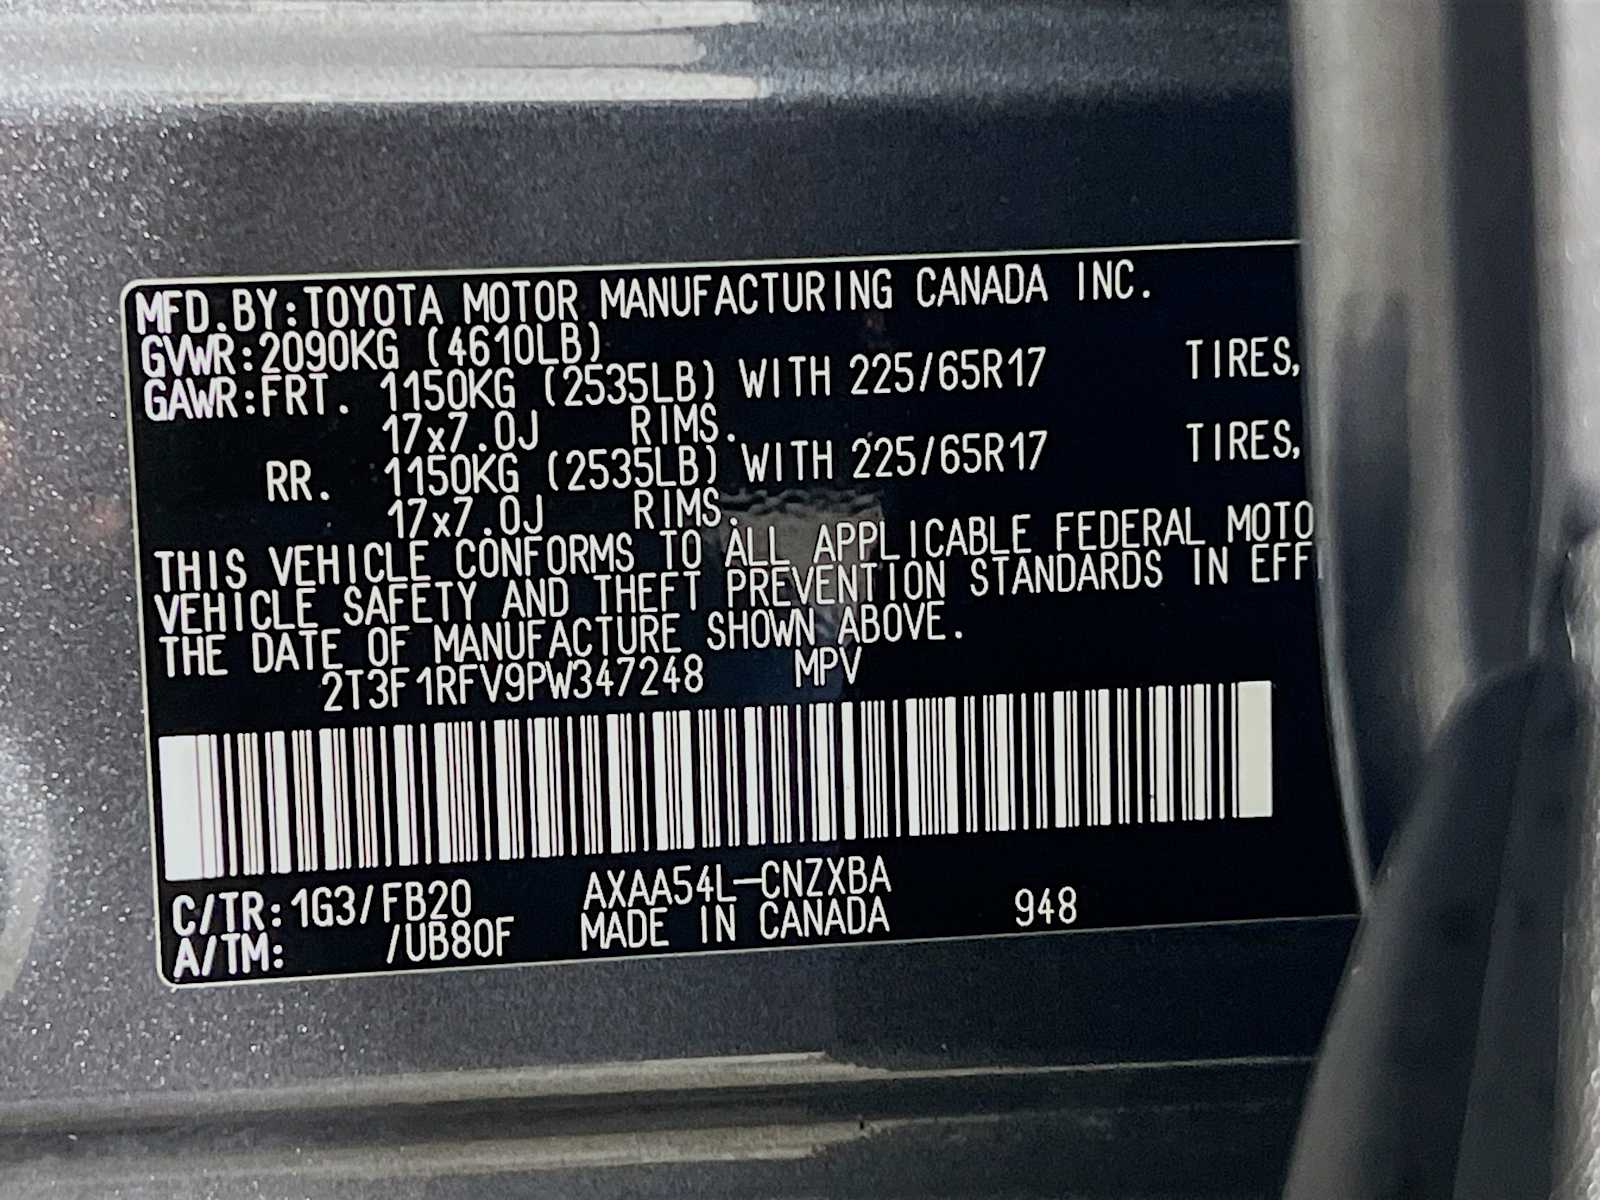 MFD.BY:TOYOTA MOTOR MANUFACTURING CANADA INC.
GVWR:2090KG (4610LB)
GAWR:FRT. 1150KG (2535LB) WITH 225/65R17 TIRES,
17x7.0J RIMS.
RR. 1150KG (2535LB) WITH 225/65R17 TIRES,
17x7.0J RIMS.
THIS VEHICLE CONFORMS TO ALL APPLICABLE FEDERAL MOTO
VEHICLE SAFETY AND THEFT PREVENTION STANDARDS IN EFF
THE DATE OF MANUFACTURE SHOWN ABOVE.
2T3F1RFV9PW347248 MPV
C/TR:1G3/FB20 AXAA54L-CNZXBA
A/TM: /UB80F MADE IN CANADA 948